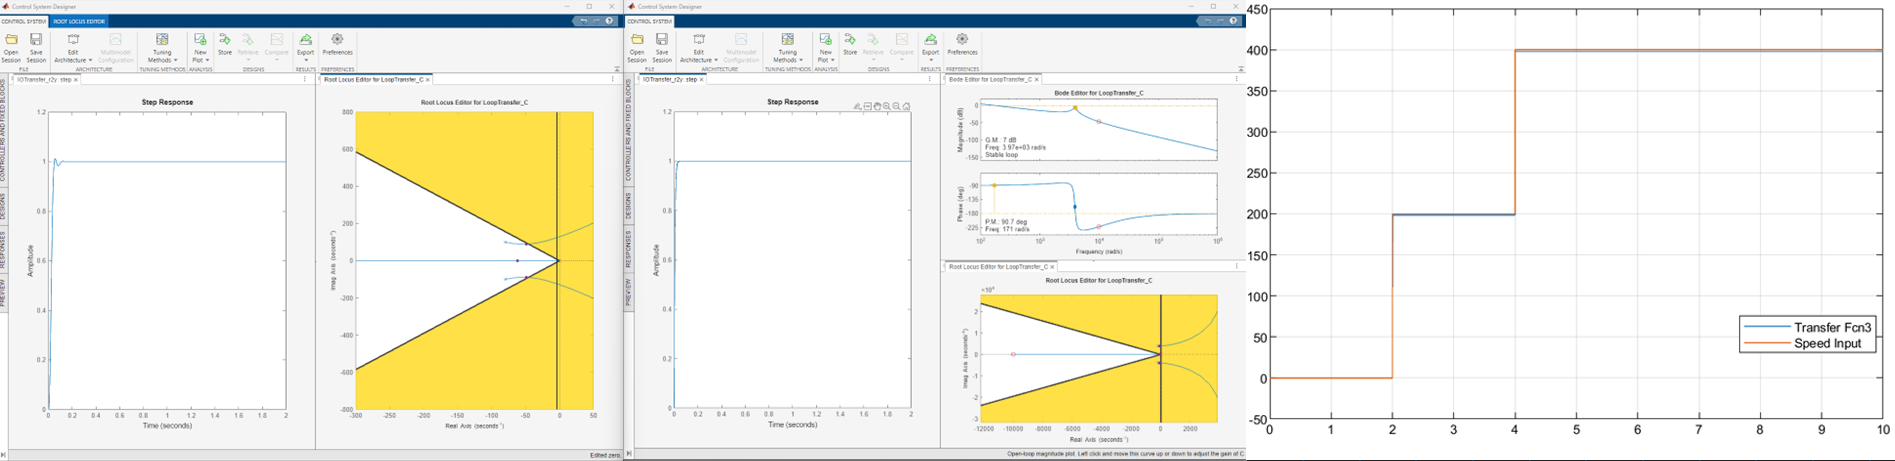 Control System Designer
CONTROL SYSTEM
ROOT LOCUS EDITOR
Open Session
Save Session
Edit Architecture
Multimodel Configuration
Tuning Methods
New Plot
Store
Retrieve
Compare
Export
Preferences
FILE
ARCHITECTURE
TUNING METHODS
ANALYSIS
DESIGNS
RESULTS
PREFERENCES
CONTROLLERS AND FIXED BLOCKS
DESIGNS
RESPONSES
PREVIEW
IOTransfer_r2y: step
Step Response
Amplitude
1.2
1
0.8
0.6
0.4
0.2
0
0 0.2 0.4 0.6 0.8 1 1.2 1.4 1.6 1.8 2
Time (seconds)
Root Locus Editor for LoopTransfer_C
Root Locus Editor for LoopTransfer_C
Imag Axis (seconds⁻¹)
800
600
400
200
0
-200
-400
-600
-800
-300 -250 -200 -150 -100 -50 0 50
Real Axis (seconds⁻¹)
Edited zero.
Control System Designer
CONTROL SYSTEM
Open Session
Save Session
Edit Architecture
Multimodel Configuration
Tuning Methods
New Plot
Store
Retrieve
Compare
Export
Preferences
FILE
ARCHITECTURE
TUNING METHODS
ANALYSIS
DESIGNS
RESULTS
PREFERENCES
CONTROLLERS AND FIXED BLOCKS
DESIGNS
RESPONSES
PREVIEW
IOTransfer_r2y: step
Step Response
Amplitude
1.2
1
0.8
0.6
0.4
0.2
0
0 0.2 0.4 0.6 0.8 1 1.2 1.4 1.6 1.8 2
Time (seconds)
Bode Editor for LoopTransfer_C
Bode Editor for LoopTransfer_C
Magnitude (dB)
0
-50
-100
-150
G.M.: 7 dB
Freq: 3.97e+03 rad/s
Stable loop
Phase (deg)
-90
-135
-180
-225
P.M.: 90.7 deg
Freq: 171 rad/s
Frequency (rad/s)
Root Locus Editor for LoopTransfer_C
Root Locus Editor for LoopTransfer_C
Imag Axis (seconds⁻¹)
2
1
0
-1
-2
-3
-12000 -10000 -8000 -6000 -4000 -2000 0 2000
Real Axis (seconds⁻¹)
Open-loop magnitude plot. Left click and move this curve up or down to adjust the gain of C.
450
400
350
300
250
200
150
100
50
0
-50
0 1 2 3 4 5 6 7 8 9 10
Transfer Fcn3
Speed Input